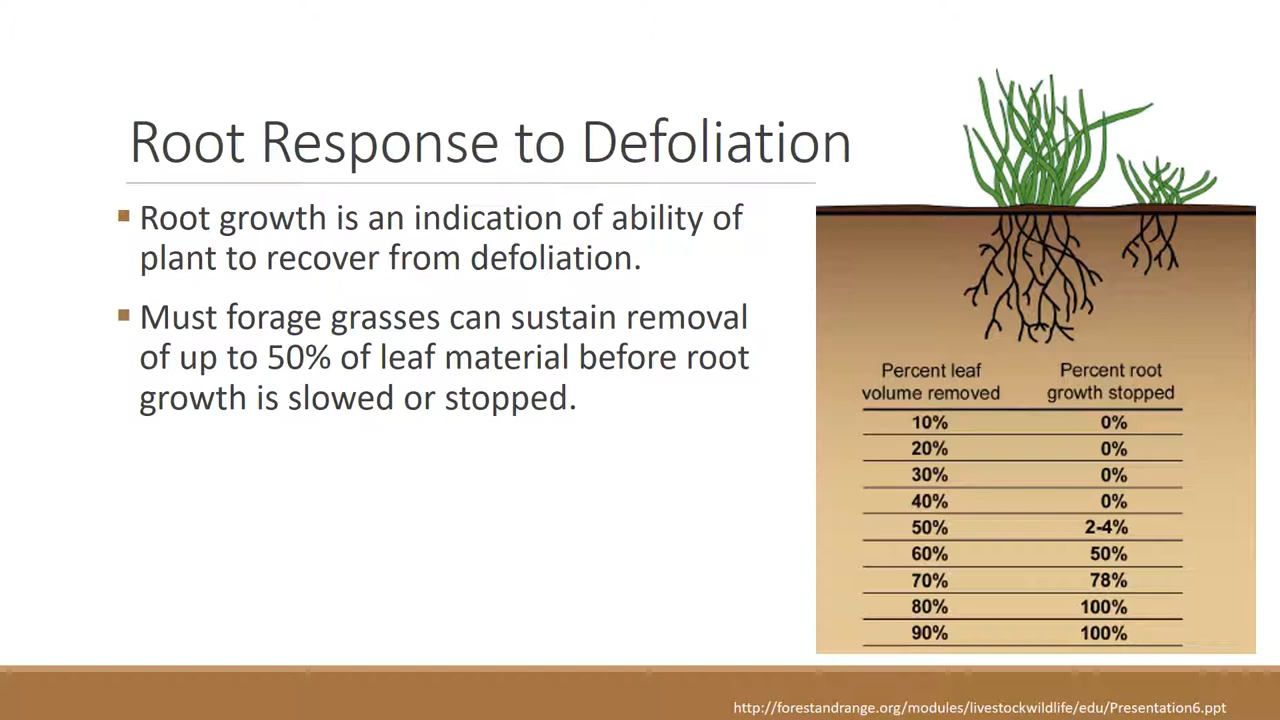 Root Response to Defoliation
▪ Root growth is an indication of ability of
plant to recover from defoliation.
▪ Must forage grasses can sustain removal
of up to 50% of leaf material before root
growth is slowed or stopped.
Percent leaf volume removed Percent root growth stopped
10% 0%
20% 0%
30% 0%
40% 0%
50% 2-4%
60% 50%
70% 78%
80% 100%
90% 100%
http://forestandrange.org/modules/livestockwildlife/edu/Presentation6.ppt